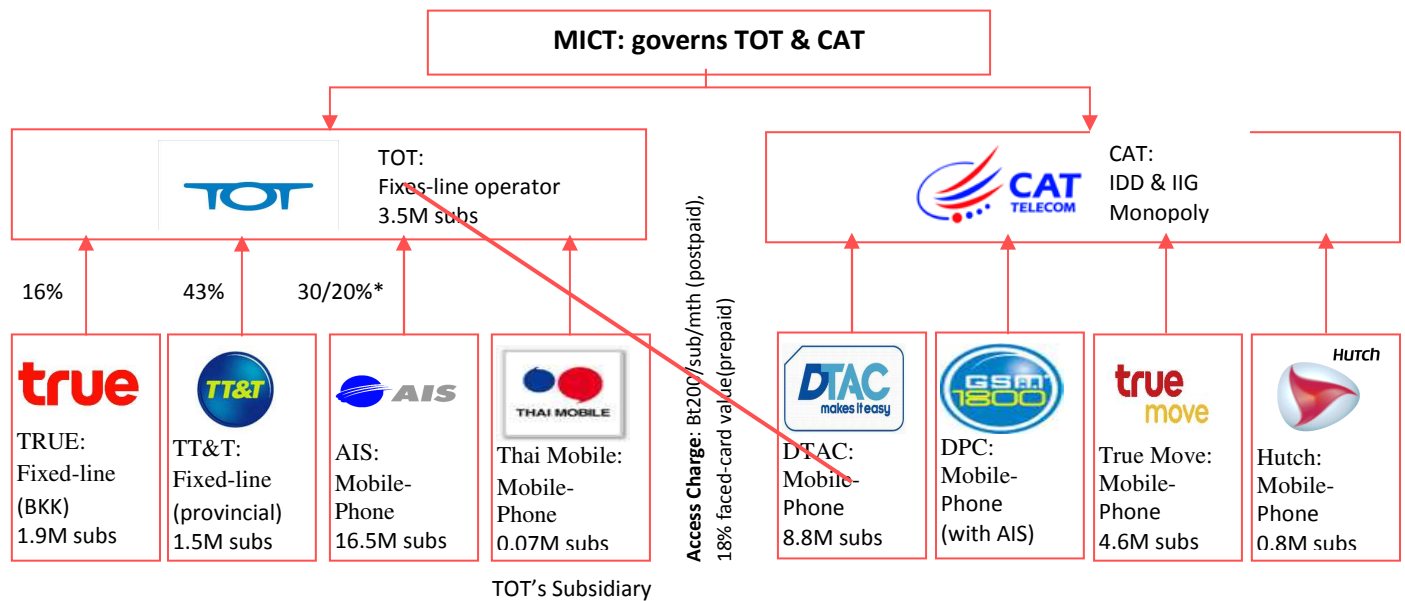 MICT: governs TOT & CAT
TOT
TOT:
Fixes-line operator
3.5M subs
CAT
TELECOM
CAT:
IDD & IIG
Monopoly
16%
43%
30/20%*
Access Charge: Bt200/sub/mth (postpaid),
18% faced-card value(prepaid)
true
TRUE:
Fixed-line
(BKK)
1.9M subs
TT&T
TT&T:
Fixed-line
(provincial)
1.5M subs
AIS
AIS:
Mobile-
Phone
16.5M subs
THAI MOBILE
Thai Mobile:
Mobile-
Phone
0.07M subs
TOT’s Subsidiary
DTAC
makes it easy
DTAC:
Mobile-
Phone
8.8M subs
GSM
1800
DPC:
Mobile-
Phone
(with AIS)
true
move
True Move:
Mobile-
Phone
4.6M subs
HUTCH
Hutch:
Mobile-
Phone
0.8M subs